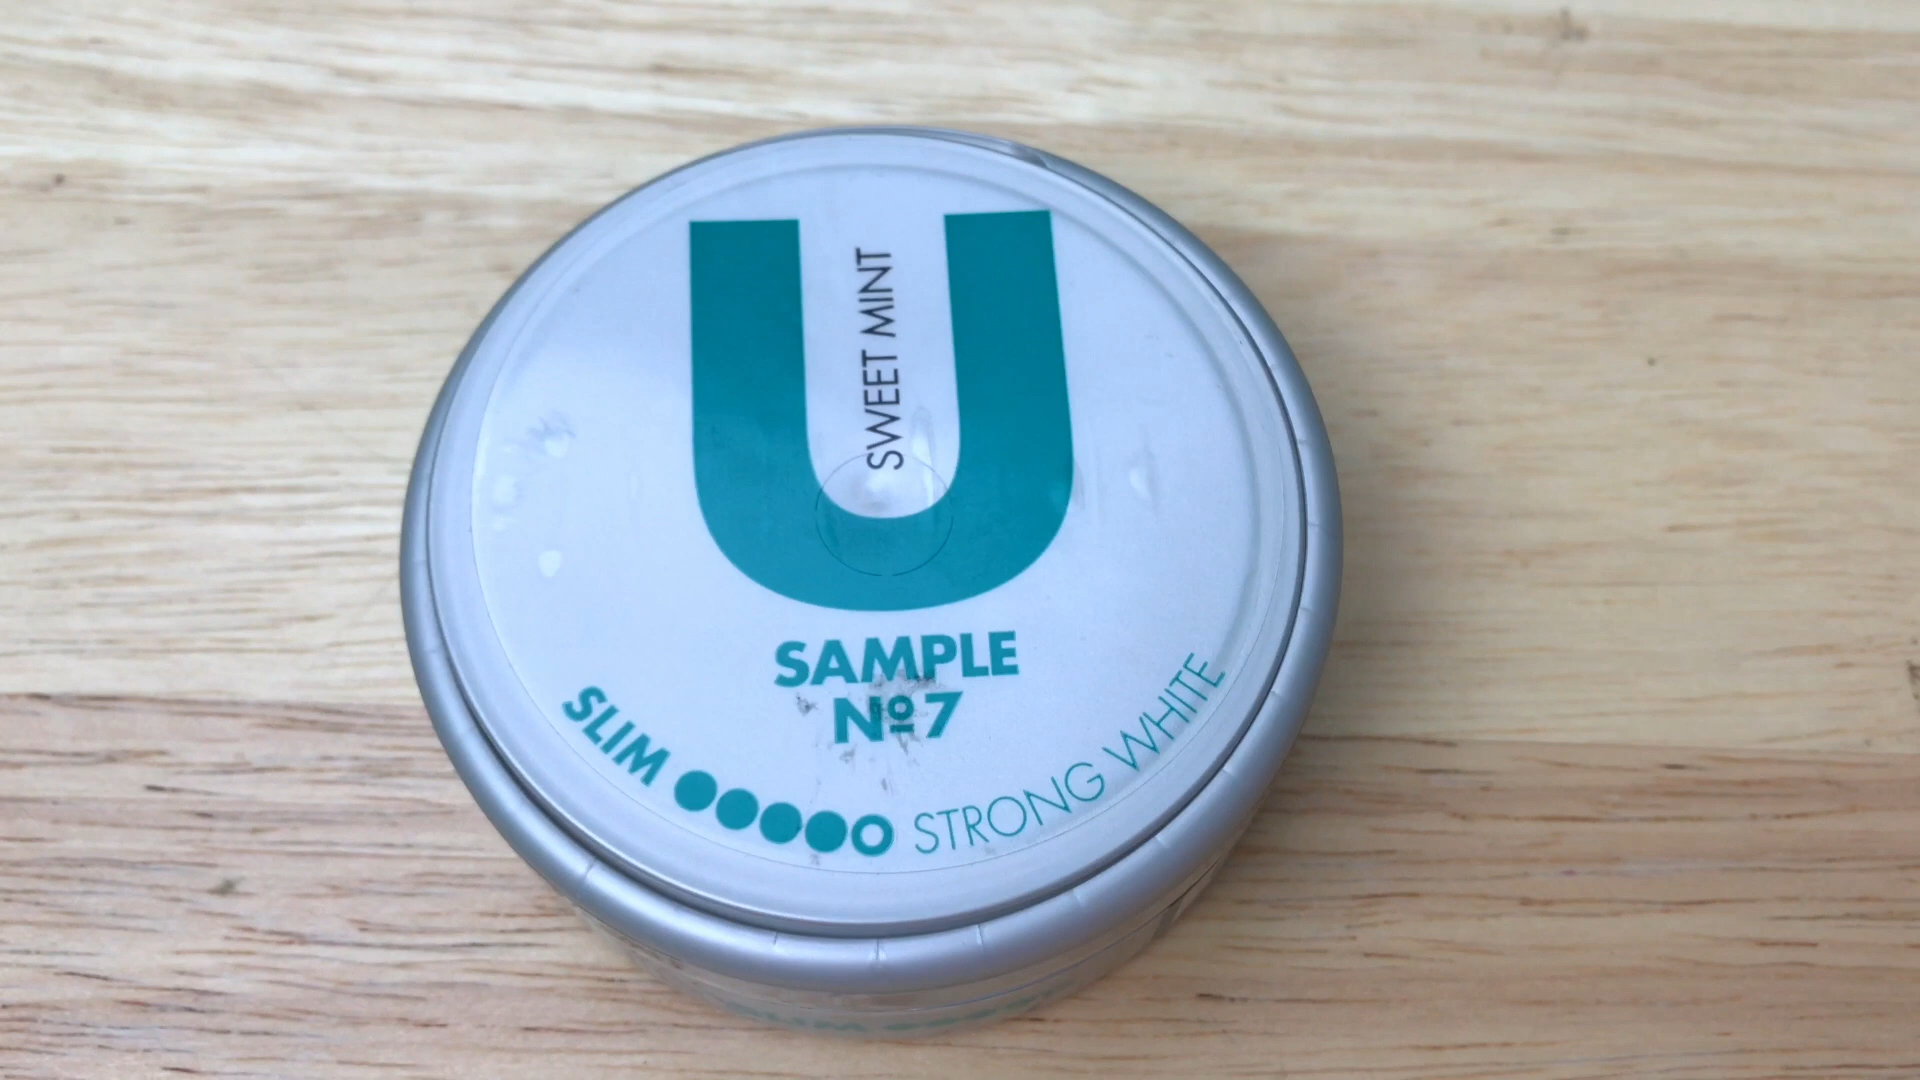 U
SWEET MINT
SAMPLE
Nº7
SLIM STRONG WHITE